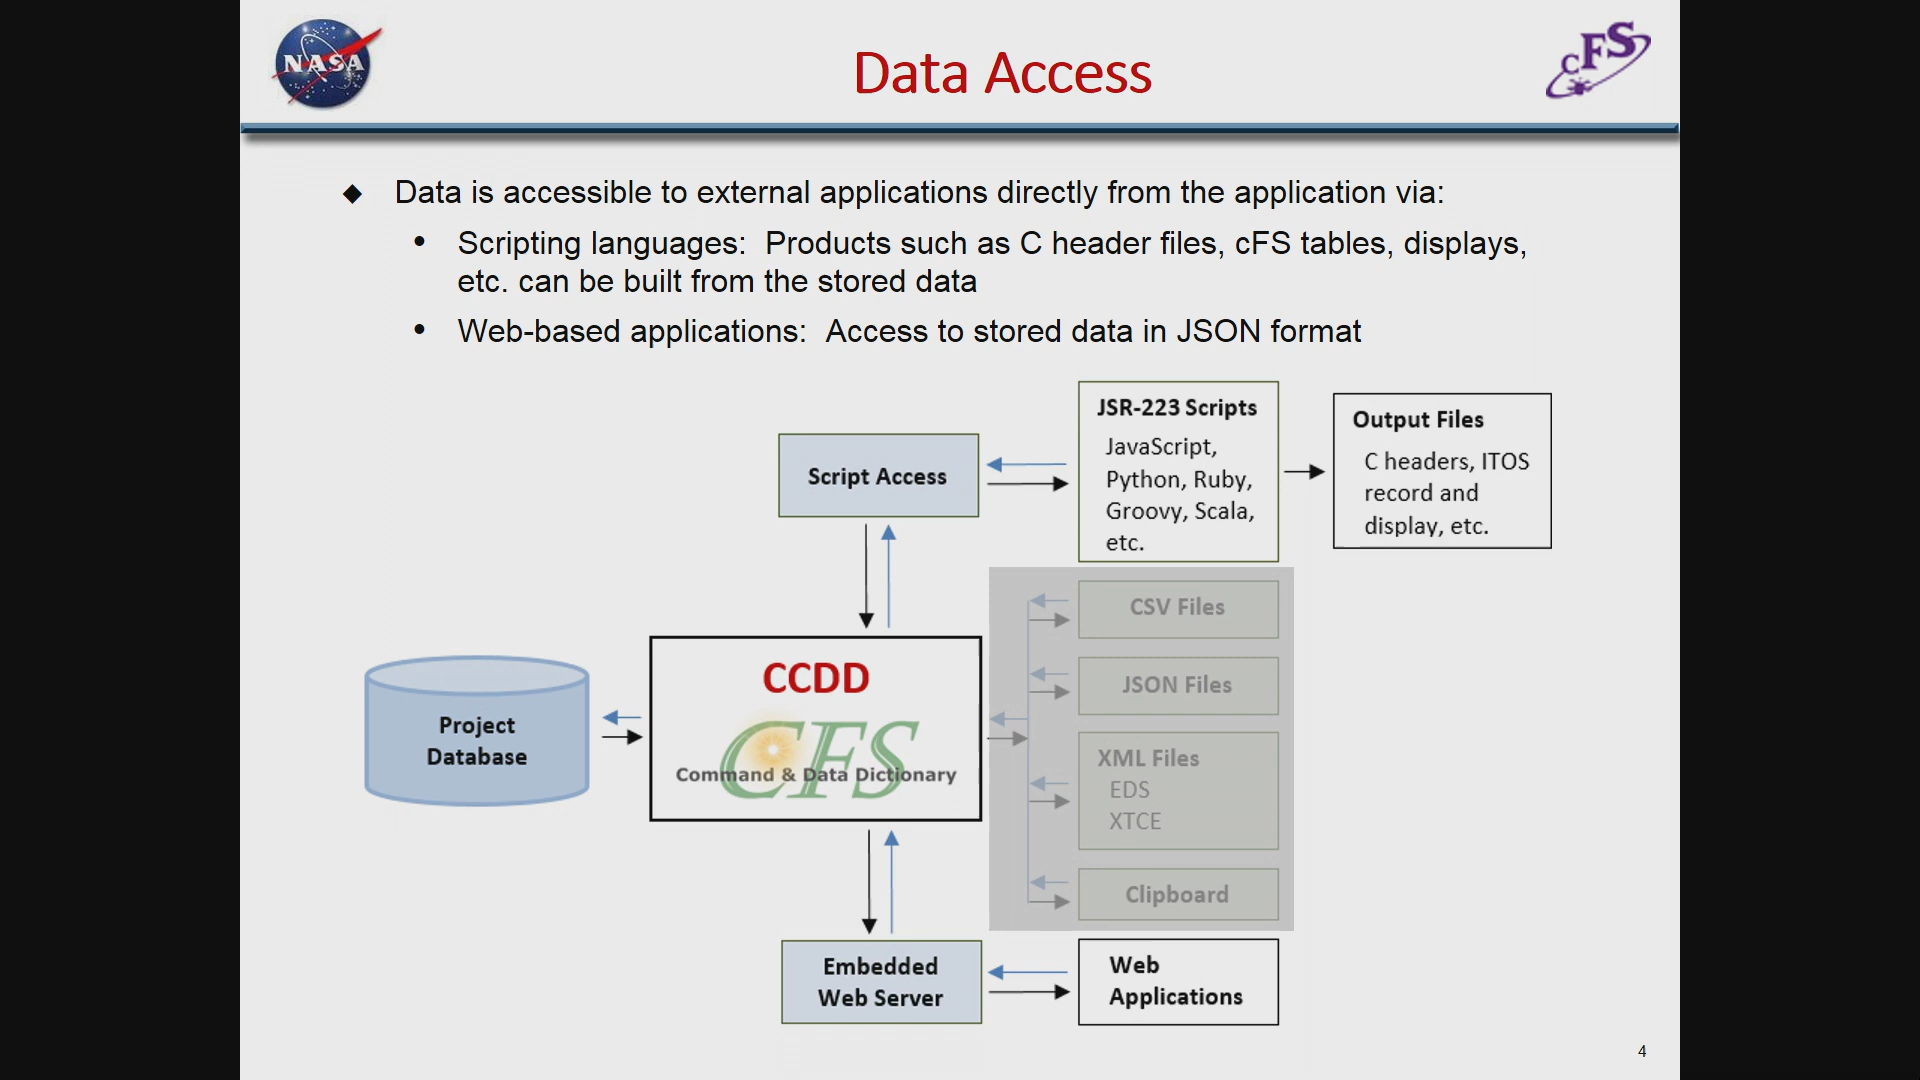 NASA
Data Access
cFS
◆ Data is accessible to external applications directly from the application via:
• Scripting languages:  Products such as C header files, cFS tables, displays,
etc. can be built from the stored data
• Web-based applications:  Access to stored data in JSON format
Script Access
JSR-223 Scripts
JavaScript,
Python, Ruby,
Groovy, Scala,
etc.
Output Files
C headers, ITOS
record and
display, etc.
Project
Database
CCDD
CFS
Command & Data Dictionary
CSV Files
JSON Files
XML Files
EDS
XTCE
Clipboard
Embedded
Web Server
Web
Applications
4